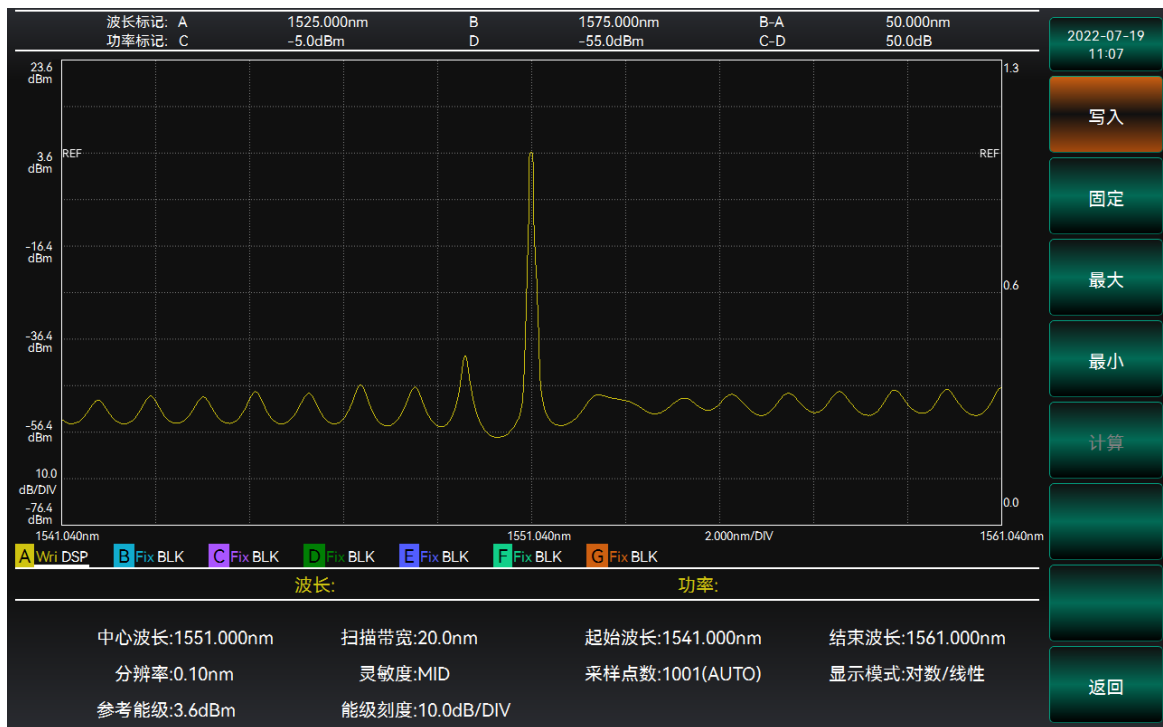 波长标记: A 1525.000nm B 1575.000nm B-A 50.000nm
功率标记: C -5.0dBm D -55.0dBm C-D 50.0dB
2022-07-19
11:07
写入
固定
最大
最小
计算
返回
23.6
dBm
3.6
dBm
-16.4
dBm
-36.4
dBm
-56.4
dBm
10.0
dB/DIV
-76.4
dBm
REF REF
1.3
0.6
0.0
1541.040nm 1551.040nm 2.000nm/DIV 1561.040nm
A Wri DSP B Fix BLK C Fix BLK D Fix BLK E Fix BLK F Fix BLK G Fix BLK
波长: 功率:
中心波长:1551.000nm 扫描带宽:20.0nm 起始波长:1541.000nm 结束波长:1561.000nm
分辨率:0.10nm 灵敏度:MID 采样点数:1001(AUTO) 显示模式:对数/线性
参考能级:3.6dBm 能级刻度:10.0dB/DIV